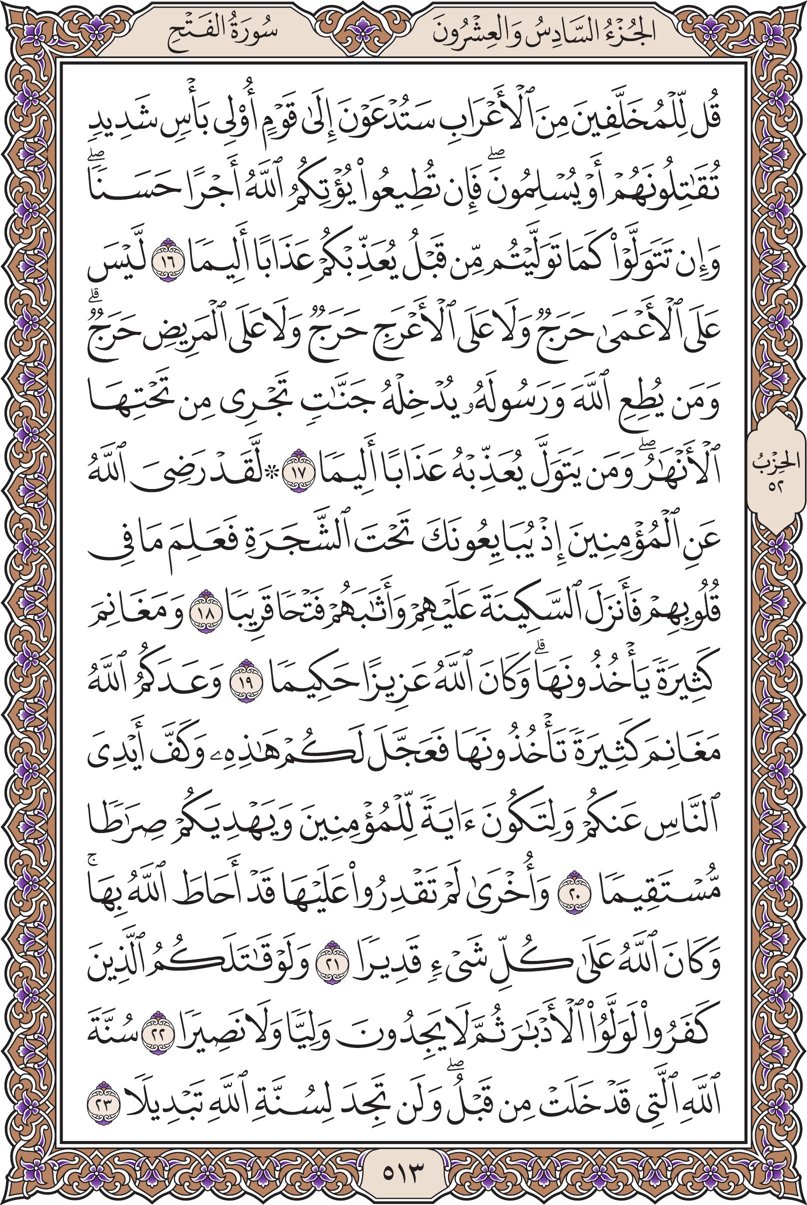 الجُزْءُ السَّادِسُ وَالعِشْرُونَ
سُورَةُ الفَتْحِ
قُل لِّلْمُخَلَّفِينَ مِنَ ٱلْأَعْرَابِ سَتُدْعَوْنَ إِلَىٰ قَوْمٍ أُوْلِى بَأْسٍ شَدِيدٍ
تُقَٰتِلُونَهُمْ أَوْ يُسْلِمُونَۖ فَإِن تُطِيعُوا۟ يُؤْتِكُمُ ٱللَّهُ أَجْرًا حَسَنًاۖ
وَإِن تَتَوَلَّوْا۟ كَمَا تَوَلَّيْتُم مِّن قَبْلُ يُعَذِّبْكُمْ عَذَابًا أَلِيمًا ١٦ لَّيْسَ
عَلَى ٱلْأَعْمَىٰ حَرَجٌ وَلَا عَلَى ٱلْأَعْرَجِ حَرَجٌ وَلَا عَلَى ٱلْمَرِيضِ حَرَجٌۗ
وَمَن يُطِعِ ٱللَّهَ وَرَسُولَهُۥ يُدْخِلْهُ جَنَّٰتٍ تَجْرِى مِن تَحْتِهَا
ٱلْأَنْهَٰرُۖ وَمَن يَتَوَلَّ يُعَذِّبْهُ عَذَابًا أَلِيمًا ١٧ ۞ لَّقَدْ رَضِىَ ٱللَّهُ
عَنِ ٱلْمُؤْمِنِينَ إِذْ يُبَايِعُونَكَ تَحْتَ ٱلشَّجَرَةِ فَعَلِمَ مَا فِى
قُلُوبِهِمْ فَأَنزَلَ ٱلسَّكِينَةَ عَلَيْهِمْ وَأَثَٰبَهُمْ فَتْحًا قَرِيبًا ١٨ وَمَغَانِمَ
كَثِيرَةً يَأْخُذُونَهَاۗ وَكَانَ ٱللَّهُ عَزِيزًا حَكِيمًا ١٩ وَعَدَكُمُ ٱللَّهُ
مَغَانِمَ كَثِيرَةً تَأْخُذُونَهَا فَعَجَّلَ لَكُمْ هَٰذِهِۦ وَكَفَّ أَيْدِىَ
ٱلنَّاسِ عَنكُمْ وَلِتَكُونَ ءَايَةً لِّلْمُؤْمِنِينَ وَيَهْدِيَكُمْ صِرَٰطًا
مُّسْتَقِيمًا ٢٠ وَأُخْرَىٰ لَمْ تَقْدِرُوا۟ عَلَيْهَا قَدْ أَحَاطَ ٱللَّهُ بِهَاۚ
وَكَانَ ٱللَّهُ عَلَىٰ كُلِّ شَىْءٍ قَدِيرًا ٢١ وَلَوْ قَٰتَلَكُمُ ٱلَّذِينَ
كَفَرُوا۟ لَوَلَّوُا۟ ٱلْأَدْبَٰرَ ثُمَّ لَا يَجِدُونَ وَلِيًّا وَلَا نَصِيرًا ٢٢ سُنَّةَ
ٱللَّهِ ٱلَّتِى قَدْ خَلَتْ مِن قَبْلُۖ وَلَن تَجِدَ لِسُنَّةِ ٱللَّهِ تَبْدِيلًا ٢٣
الحِزْبُ
٥٢
٥١٣